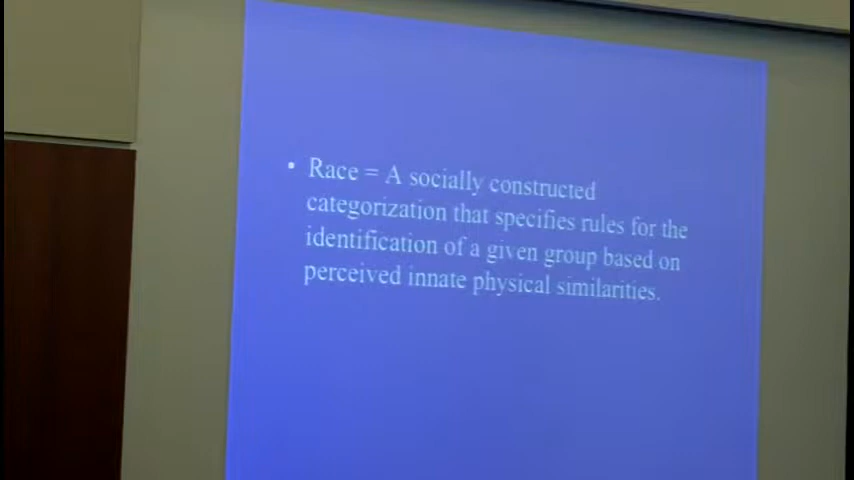 • Race = A socially constructed
categorization that specifies rules for the
identification of a given group based on
perceived innate physical similarities.